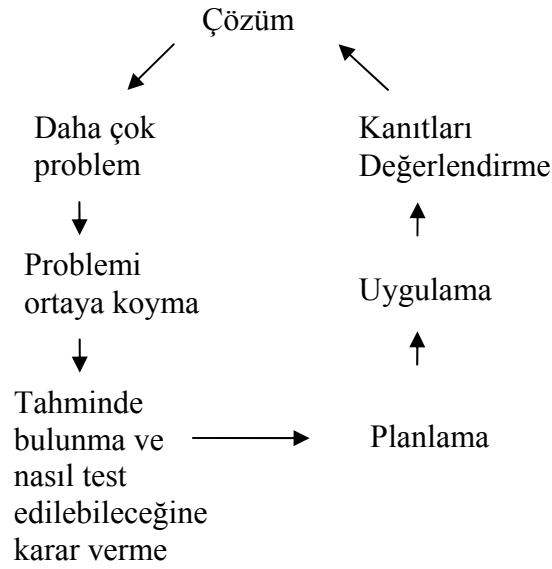 Çözüm
Daha çok
problem
Kanıtları
Değerlendirme
Problemi
ortaya koyma
Uygulama
Tahminde
bulunma ve
nasıl test
edilebileceğine
karar verme
Planlama